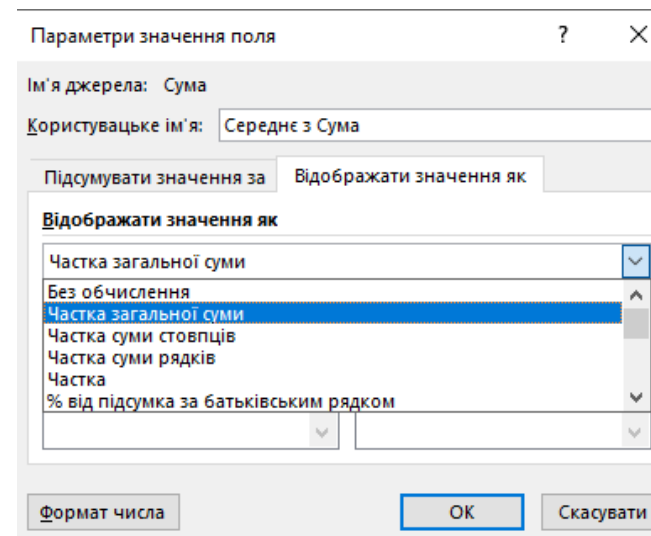 Параметри значення поля ?
Ім'я джерела: Сума
Користувацьке ім'я: Середнє з Сума
Підсумувати значення за Відображати значення як
Відображати значення як
Частка загальної суми
Без обчислення
Частка загальної суми
Частка суми стовпців
Частка суми рядків
Частка
% від підсумка за батьківським рядком
Формат числа ОК Скасувати